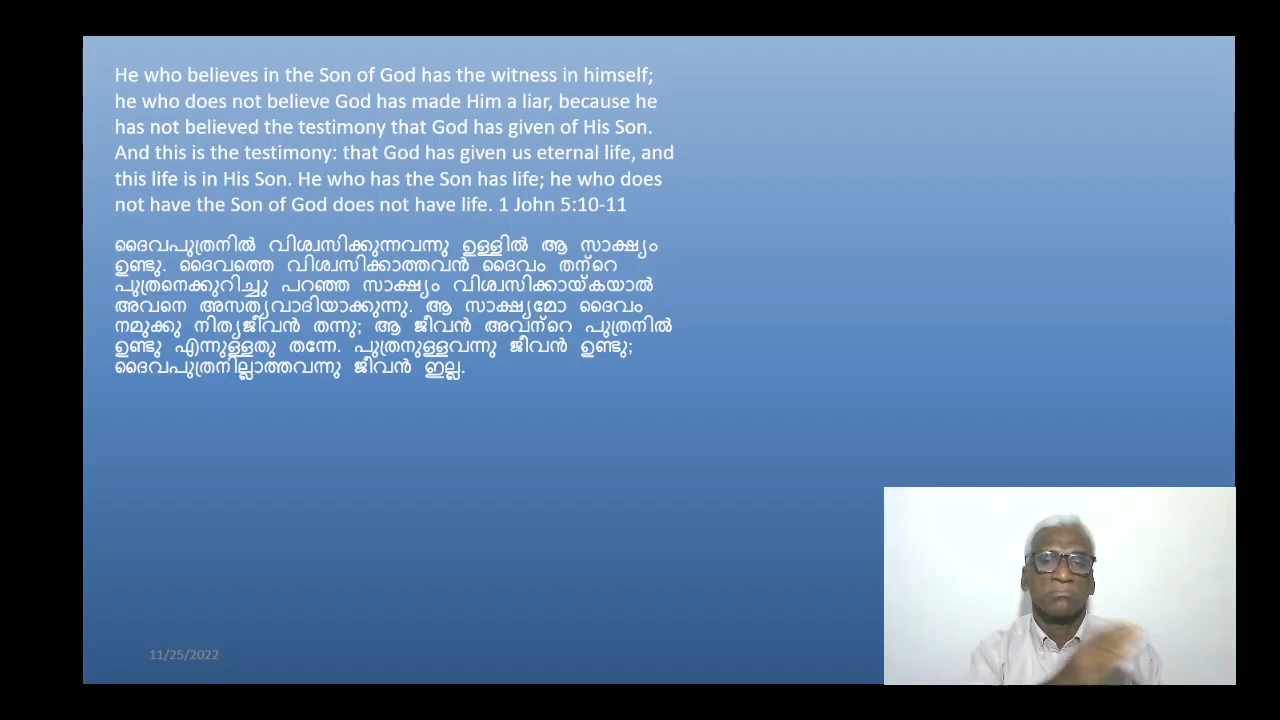 He who believes in the Son of God has the witness in himself;
he who does not believe God has made Him a liar, because he
has not believed the testimony that God has given of His Son.
And this is the testimony: that God has given us eternal life, and
this life is in His Son. He who has the Son has life; he who does
not have the Son of God does not have life. 1 John 5:10-11
ദൈവപുത്രനിൽ വിശ്വസിക്കുന്നവന്നു ഉള്ളിൽ ആ സാക്ഷ്യം
ഉണ്ടു. ദൈവത്തെ വിശ്വസിക്കാത്തവൻ ദൈവം തന്റെ
പുത്രനെക്കുറിച്ചു പറഞ്ഞ സാക്ഷ്യം വിശ്വസിക്കായ്കയാൽ
അവനെ അസത്യവാദിയാക്കുന്നു. ആ സാക്ഷ്യമോ ദൈവം
നമുക്കു നിത്യജീവൻ തന്നു; ആ ജീവൻ അവന്റെ പുത്രനിൽ
ഉണ്ടു എന്നുള്ളതു തന്നേ. പുത്രനുള്ളവന്നു ജീവൻ ഉണ്ടു;
ദൈവപുത്രനില്ലാത്തവന്നു ജീവൻ ഇല്ല.
11/25/2022